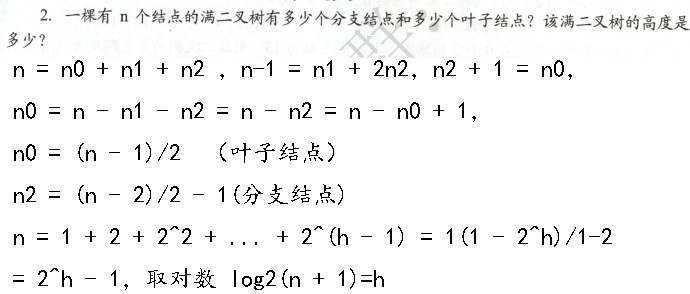 2. 一棵有 n 个结点的满二叉树有多少个分支结点和多少个叶子结点？该满二叉树的高度是
多少？
n = n0 + n1 + n2 , n-1 = n1 + 2n2, n2 + 1 = n0,
n0 = n - n1 - n2 = n - n2 = n - n0 + 1,
n0 = (n - 1)/2 （叶子结点）
n2 = (n - 2)/2 - 1(分支结点)
n = 1 + 2 + 2^2 + ... + 2^(h - 1) = 1(1 - 2^h)/1-2
= 2^h - 1, 取对数 log2(n + 1)=h